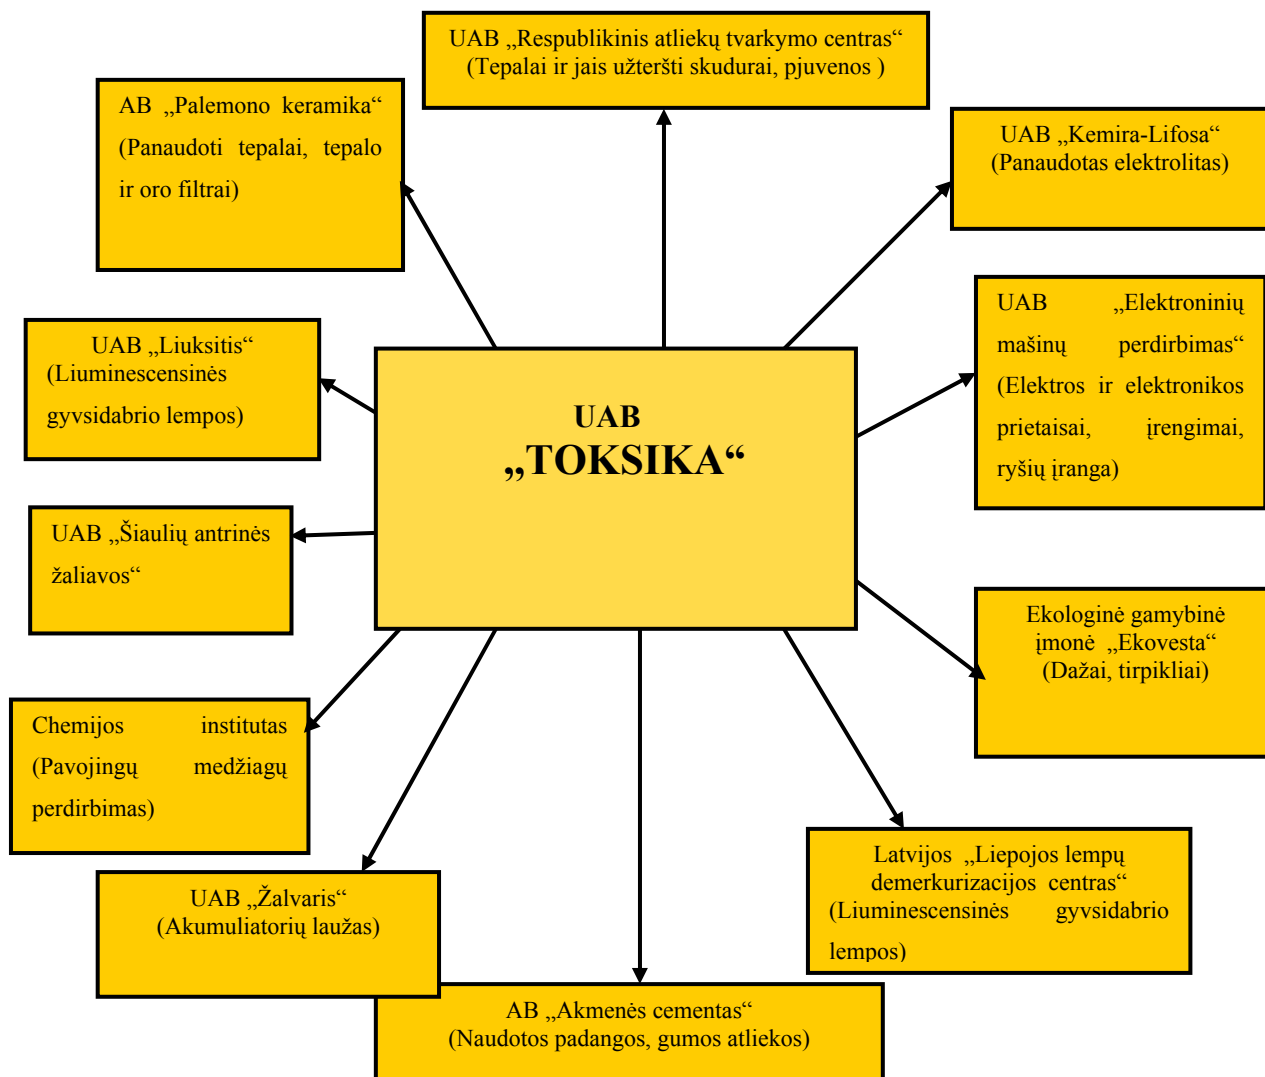 UAB „Respublikinis atliekų tvarkymo centras“
(Tepalai ir jais užteršti skudurai, pjuvenos )
AB „Palemono keramika“
(Panaudoti tepalai, tepalo
ir oro filtrai)
UAB „Kemira-Lifosa“
(Panaudotas elektrolitas)
UAB „Elektroninių
mašinų perdirbimas“
(Elektros ir elektronikos
prietaisai, įrengimai,
ryšių įranga)
UAB „Liuksitis“
(Liuminescensinės
gyvsidabrio lempos)
UAB
„TOKSIKA“
UAB „Šiaulių antrinės
žaliavos“
Ekologinė gamybinė
įmonė „Ekovesta“
(Dažai, tirpikliai)
Chemijos institutas
(Pavojingų medžiagų
perdirbimas)
Latvijos „Liepojos lempų
demerkurizacijos centras“
(Liuminescensinės gyvsidabrio
lempos)
UAB „Žalvaris“
(Akumuliatorių laužas)
AB „Akmenės cementas“
(Naudotos padangos, gumos atliekos)